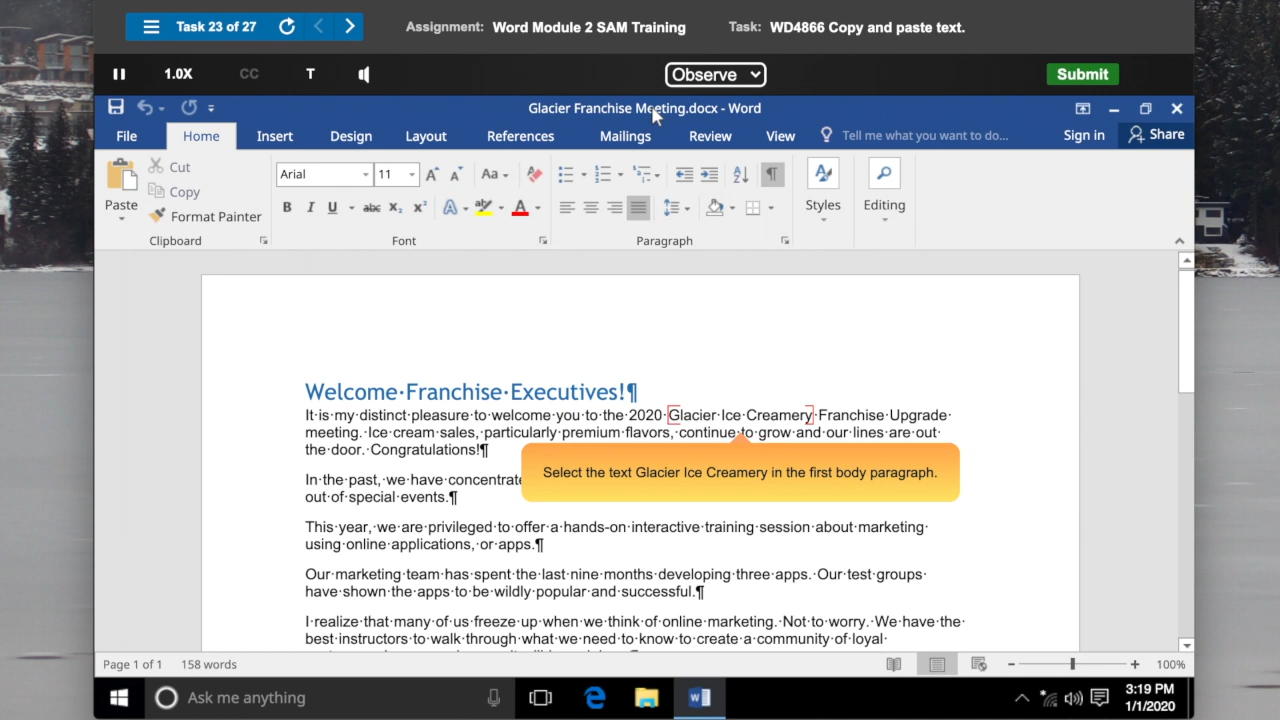 Task 23 of 27
Assignment: Word Module 2 SAM Training
Task: WD4866 Copy and paste text.
1.0X
CC
T
Observe
Submit
Glacier Franchise Meeting.docx - Word
File Home Insert Design Layout References Mailings Review View Tell me what you want to do... Sign in Share
Paste
Cut
Copy
Format Painter
Clipboard
Arial 11 Aa
B I U abc X₂ X² A ab A
Font
Paragraph
Styles
Editing
Welcome·Franchise·Executives!¶
It·is·my·distinct·pleasure·to·welcome·you·to·the·2020·Glacier·Ice·Creamery·Franchise·Upgrade·
meeting.·Ice·cream·sales,·particularly·premium·flavors,·continue·to·grow·and·our·lines·are·out·
the·door.·Congratulations!¶
Select the text Glacier Ice Creamery in the first body paragraph.
In·the·past,·we·have·concentrate
out·of·special·events.¶
This·year,·we·are·privileged·to·offer·a·hands-on·interactive·training·session·about·marketing·
using·online·applications,·or·apps.¶
Our·marketing·team·has·spent·the·last·nine·months·developing·three·apps.·Our·test·groups·
have·shown·the·apps·to·be·wildly·popular·and·successful.¶
I·realize·that·many·of·us·freeze·up·when·we·think·of·online·marketing.·Not·to·worry.·We·have·the·
best·instructors·to·walk·through·what·we·need·to·know·to·create·a·community·of·loyal·
Page 1 of 1 158 words
100%
Ask me anything
3:19 PM
1/1/2020